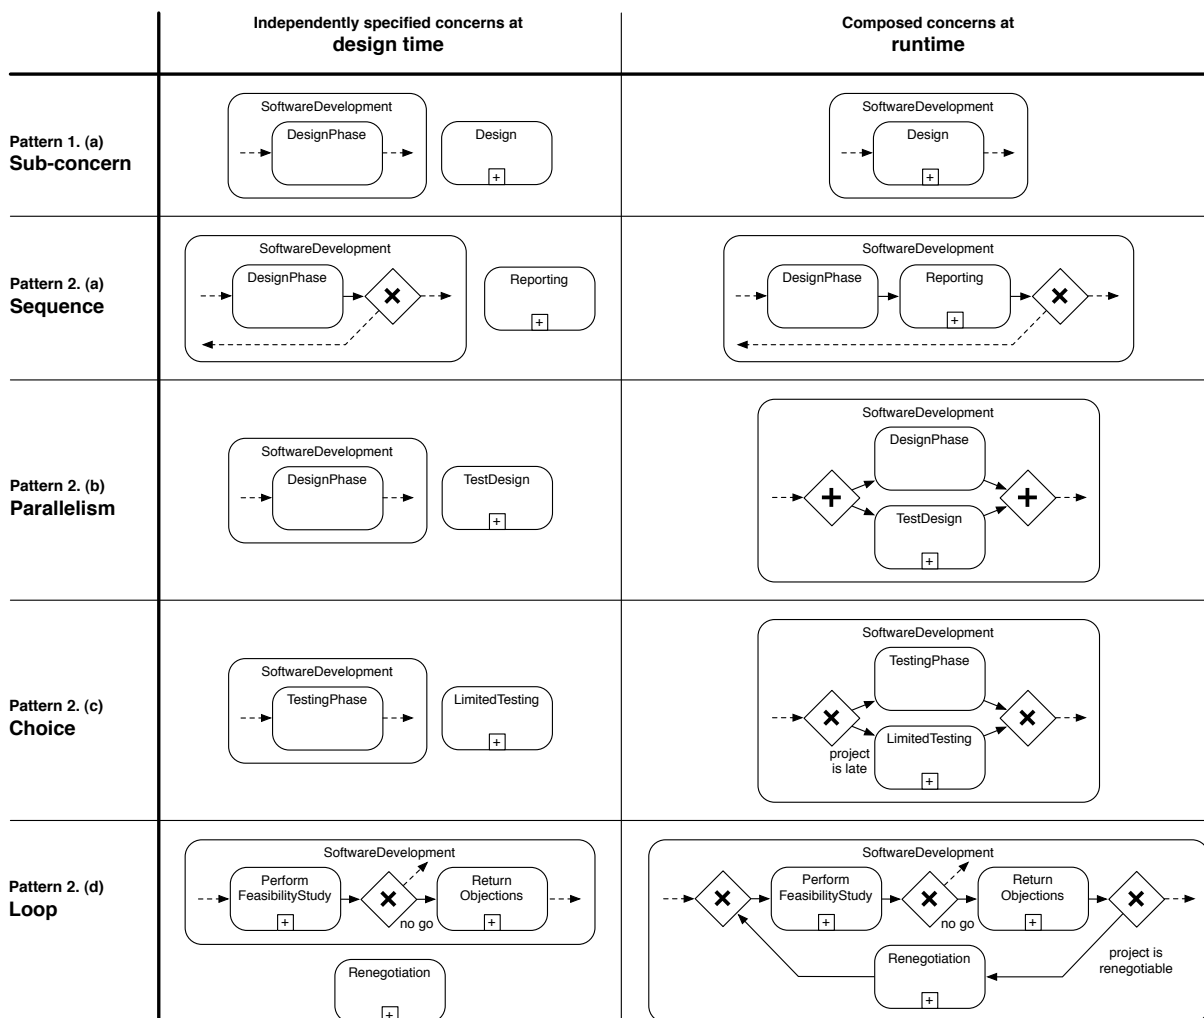 Independently specified concerns at
design time
Composed concerns at
runtime
Pattern 1. (a)
Sub-concern
SoftwareDevelopment
DesignPhase
Design
+
SoftwareDevelopment
Design
+
Pattern 2. (a)
Sequence
SoftwareDevelopment
DesignPhase
Reporting
+
SoftwareDevelopment
DesignPhase
Reporting
+
Pattern 2. (b)
Parallelism
SoftwareDevelopment
DesignPhase
TestDesign
+
SoftwareDevelopment
DesignPhase
TestDesign
+
Pattern 2. (c)
Choice
SoftwareDevelopment
TestingPhase
LimitedTesting
+
SoftwareDevelopment
TestingPhase
LimitedTesting
+
project
is late
Pattern 2. (d)
Loop
SoftwareDevelopment
Perform
FeasibilityStudy
+
no go
Return
Objections
+
Renegotiation
+
SoftwareDevelopment
Perform
FeasibilityStudy
+
no go
Return
Objections
+
Renegotiation
+
project is
renegotiable